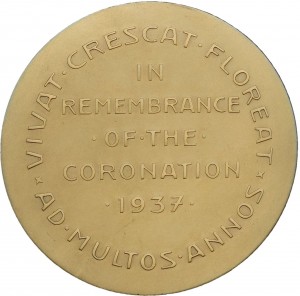 · VIVAT · CRESCAT · FLOREAT ·
AD · MULTOS · ANNOS
IN
REMEMBRANCE
· OF · THE ·
CORONATION
· 1937 ·